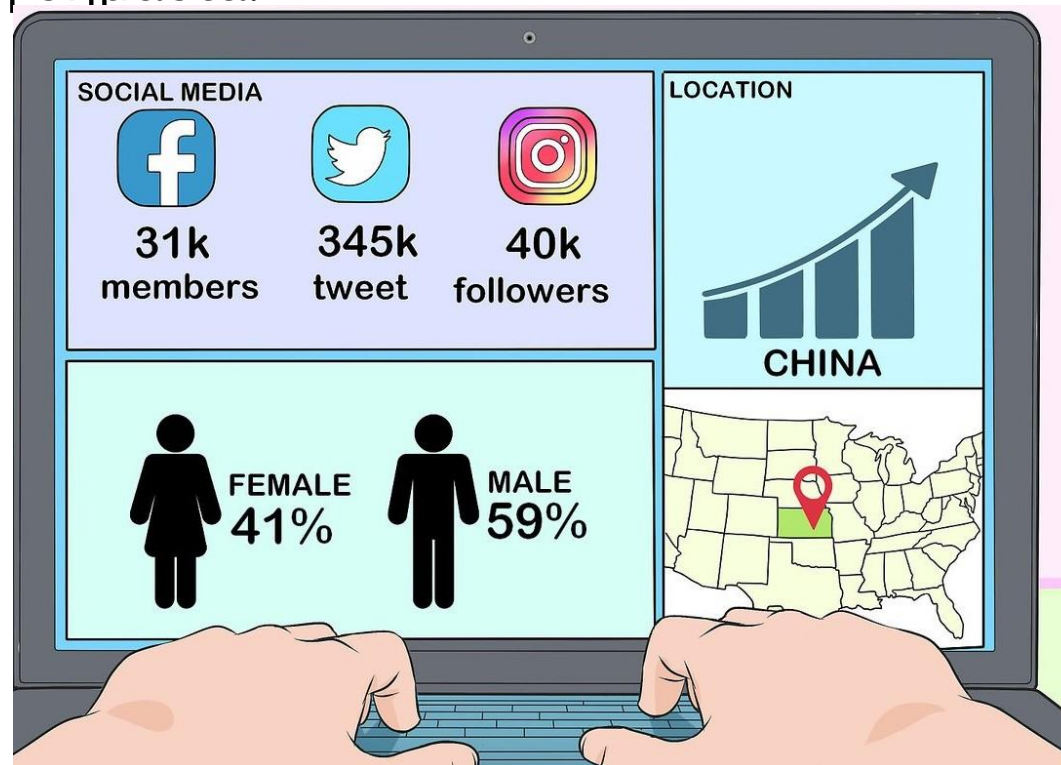 SOCIAL MEDIA
31k
members
345k
tweet
40k
followers
LOCATION
CHINA
FEMALE
41%
MALE
59%